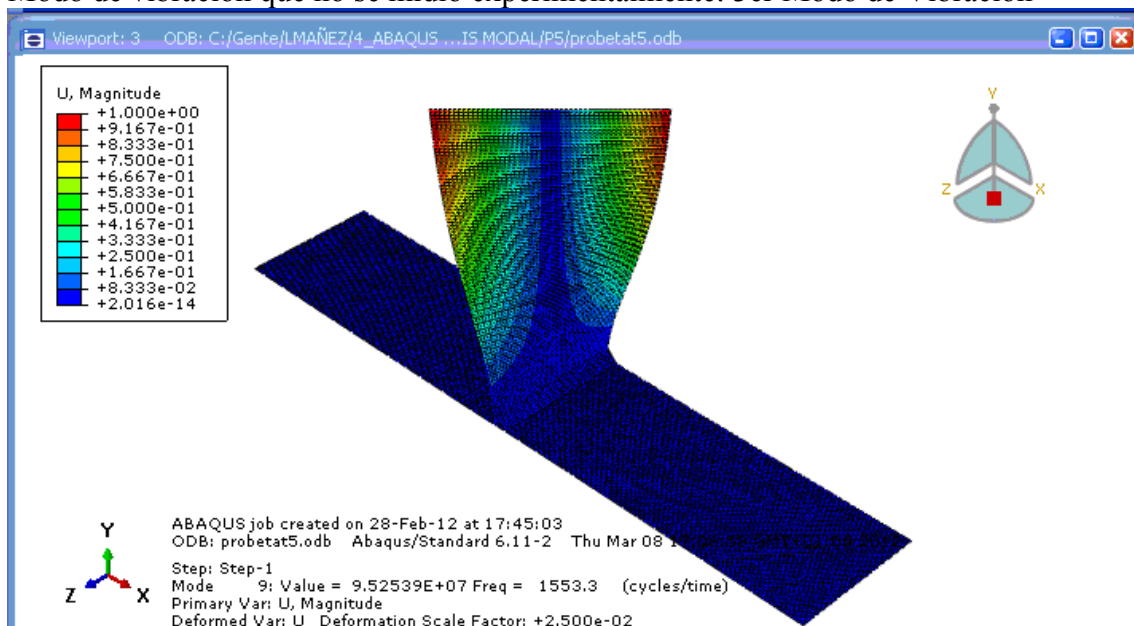 Modo de vibración que no se midió experimentalmente: 3er Modo de Vibración
Viewport: 3 ODB: C:/Gente/LMAÑEZ/4_ABAQUS ...IS MODAL/P5/probetat5.odb
U, Magnitude
+1.000e+00
+9.167e-01
+8.333e-01
+7.500e-01
+6.667e-01
+5.833e-01
+5.000e-01
+4.167e-01
+3.333e-01
+2.500e-01
+1.667e-01
+8.333e-02
+2.016e-14
Y
Z
X
Y
Z
X
ABAQUS job created on 28-Feb-12 at 17:45:03
ODB: probetat5.odb Abaqus/Standard 6.11-2 Thu Mar 08
Step: Step-1
Mode 9: Value = 9.52539E+07 Freq = 1553.3 (cycles/time)
Primary Var: U, Magnitude
Deformed Var: U Deformation Scale Factor: +2.500e-02